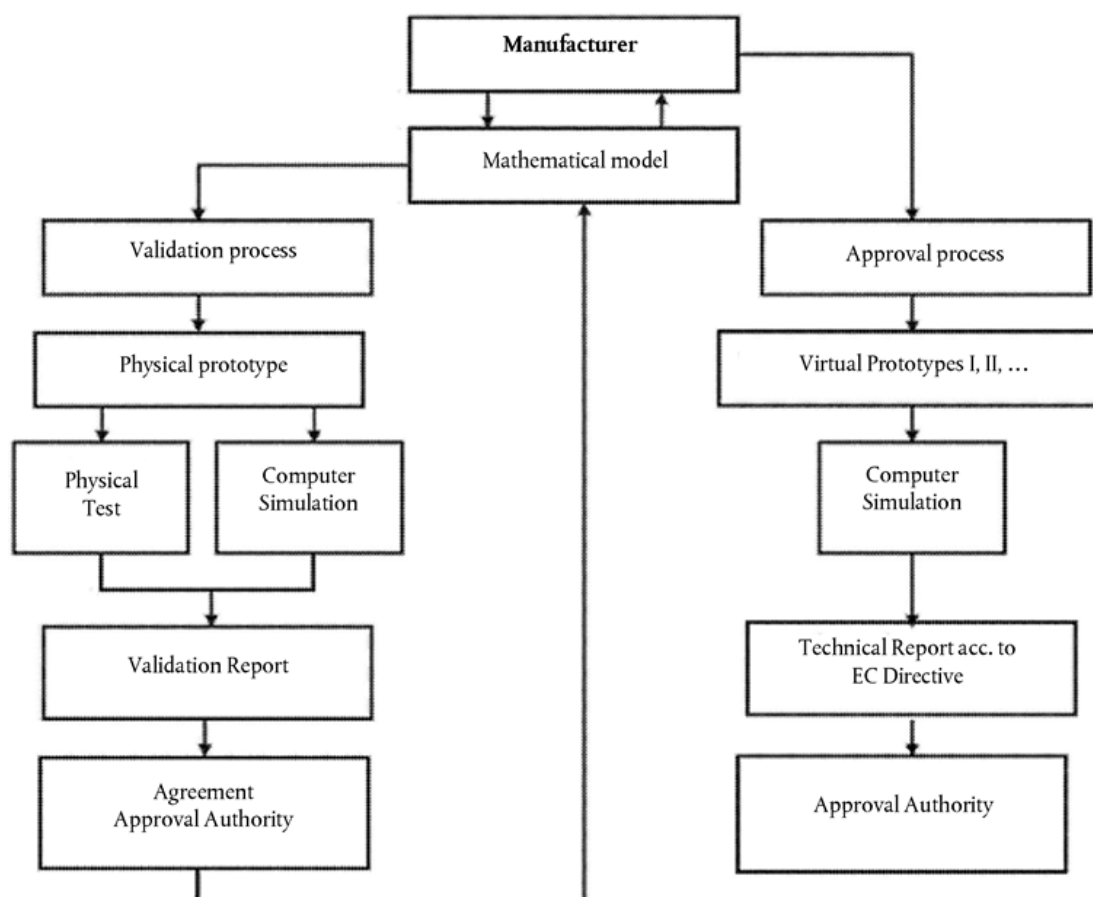 Manufacturer
Mathematical model
Validation process
Approval process
Physical prototype
Virtual Prototypes I, II, ...
Physical
Test
Computer
Simulation
Computer
Simulation
Validation Report
Technical Report acc. to
EC Directive
Agreement
Approval Authority
Approval Authority